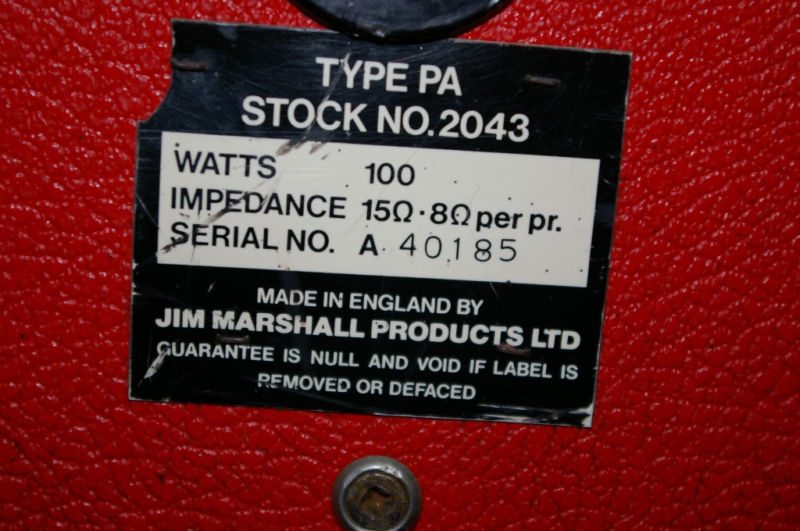 TYPE PA
STOCK NO.2043
WATTS 100
IMPEDANCE 15Ω·8Ω per pr.
SERIAL NO. A 40185
MADE IN ENGLAND BY
JIM MARSHALL PRODUCTS LTD
GUARANTEE IS NULL AND VOID IF LABEL IS
REMOVED OR DEFACED